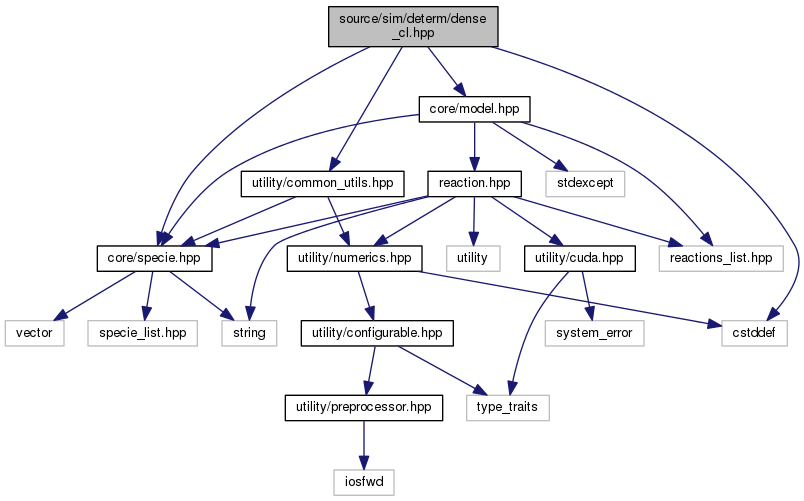 source/sim/determ/dense
_cl.hpp
core/model.hpp
utility/common_utils.hpp
reaction.hpp
stdexcept
core/specie.hpp
utility/numerics.hpp
utility
utility/cuda.hpp
reactions_list.hpp
vector
specie_list.hpp
string
utility/configurable.hpp
system_error
cstddef
utility/preprocessor.hpp
type_traits
iosfwd